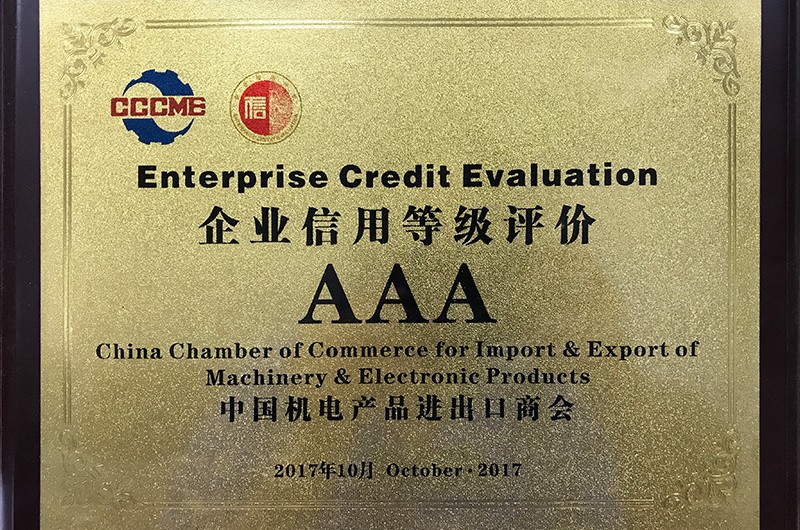 CCCME
信
Enterprise Credit Evaluation
企业信用等级评价
AAA
China Chamber of Commerce for Import & Export of
Machinery & Electronic Products
中国机电产品进出口商会
2017年10月 October·2017